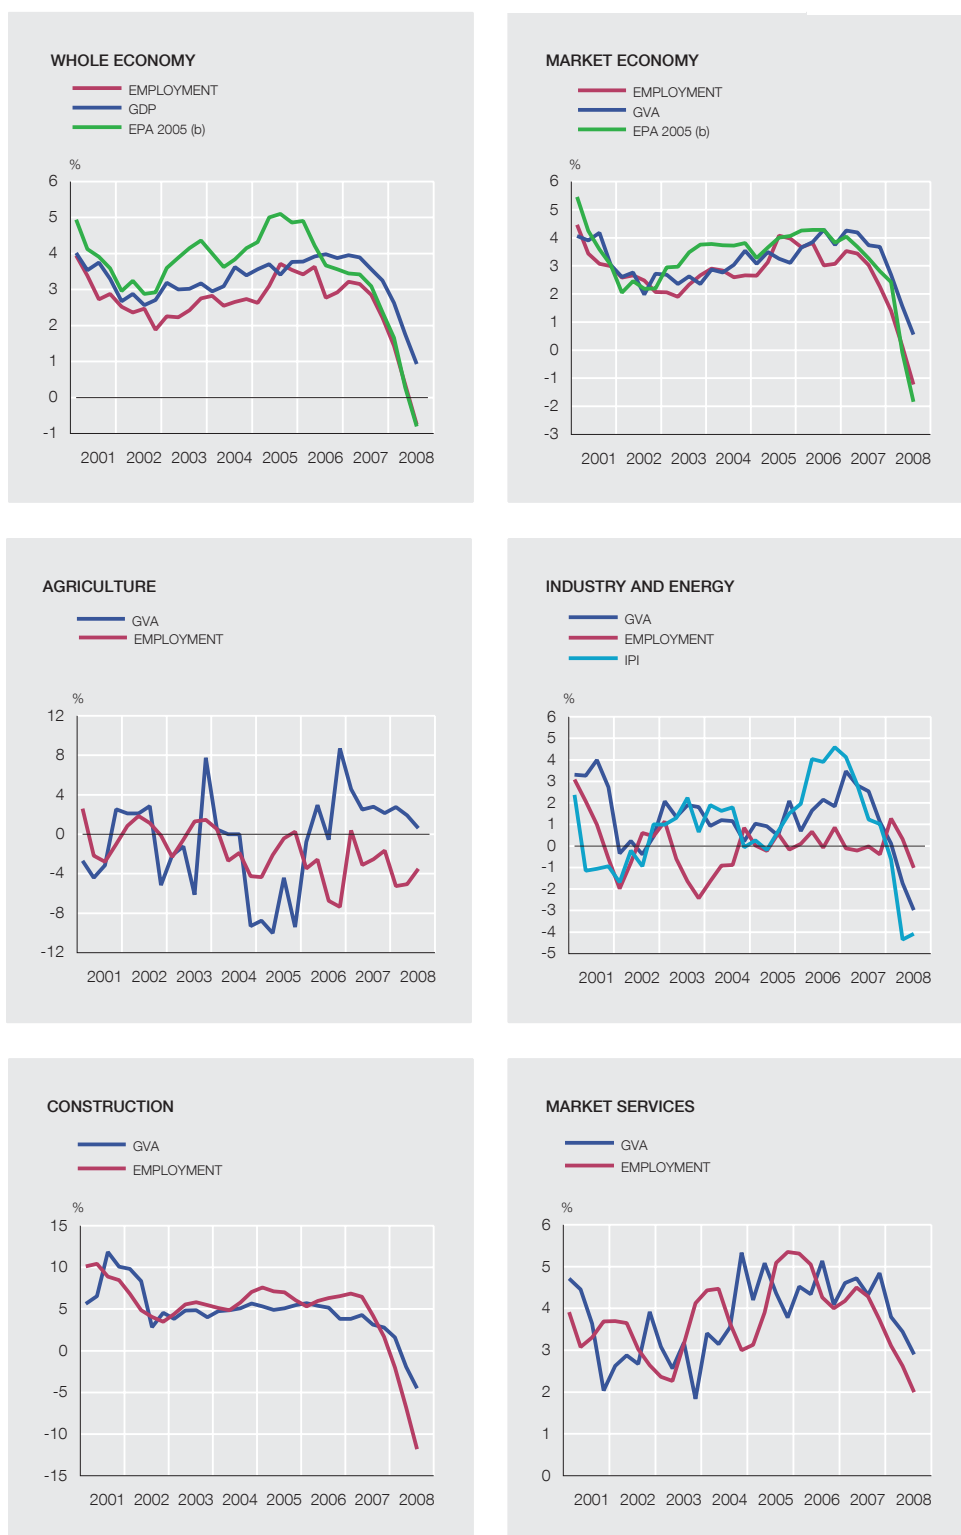 WHOLE ECONOMY
EMPLOYMENT
GDP
EPA 2005 (b)
%
6
5
4
3
2
1
0
-1
2001 2002 2003 2004 2005 2006 2007 2008
MARKET ECONOMY
EMPLOYMENT
GVA
EPA 2005 (b)
%
6
5
4
3
2
1
0
-1
-2
-3
2001 2002 2003 2004 2005 2006 2007 2008
AGRICULTURE
GVA
EMPLOYMENT
%
12
8
4
0
-4
-8
-12
2001 2002 2003 2004 2005 2006 2007 2008
INDUSTRY AND ENERGY
GVA
EMPLOYMENT
IPI
%
6
5
4
3
2
1
0
-1
-2
-3
-4
-5
2001 2002 2003 2004 2005 2006 2007 2008
CONSTRUCTION
GVA
EMPLOYMENT
%
15
10
5
0
-5
-10
-15
2001 2002 2003 2004 2005 2006 2007 2008
MARKET SERVICES
GVA
EMPLOYMENT
%
6
5
4
3
2
1
0
2001 2002 2003 2004 2005 2006 2007 2008